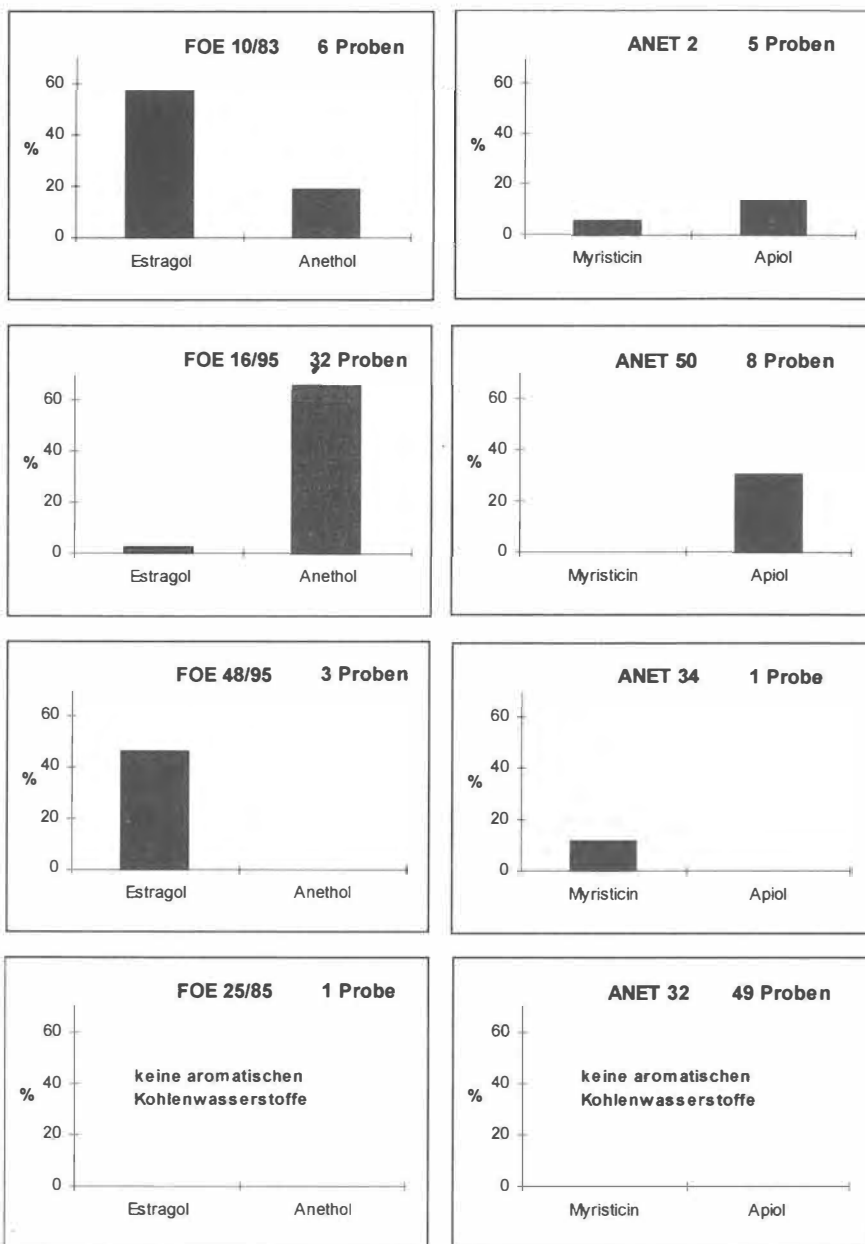 FOE 10/83 6 Proben
60
40
%
20
0
Estragol Anethol
ANET 2 5 Proben
60
40
%
20
0
Myristicin Apiol
FOE 16/95 32 Proben
60
40
%
20
0
Estragol Anethol
ANET 50 8 Proben
60
40
%
20
0
Myristicin Apiol
FOE 48/95 3 Proben
60
40
%
20
0
Estragol Anethol
ANET 34 1 Probe
60
40
%
20
0
Myristicin Apiol
FOE 25/85 1 Probe
60
40
keine aromatischen
%
Kohlenwasserstoffe
20
0
Estragol Anethol
ANET 32 49 Proben
60
40
keine aromatischen
%
Kohlenwasserstoffe
20
0
Myristicin Apiol